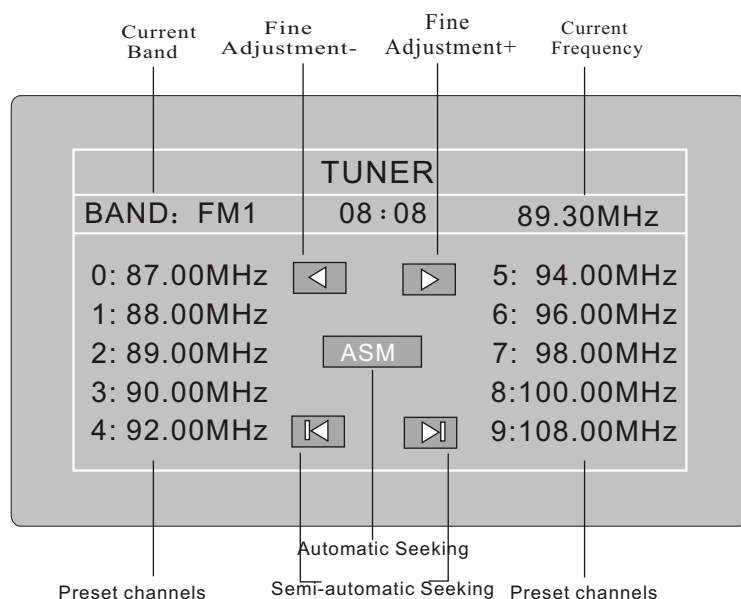 Current
Band
Fine
Adjustment-
Fine
Adjustment+
Current
Frequency
TUNER
BAND：FM1
08:08
89.30MHz
0: 87.00MHz
5: 94.00MHz
1: 88.00MHz
6: 96.00MHz
2: 89.00MHz
ASM
7: 98.00MHz
3: 90.00MHz
8:100.00MHz
4: 92.00MHz
9:108.00MHz
Automatic Seeking
Preset channels
Semi-automatic Seeking
Preset channels